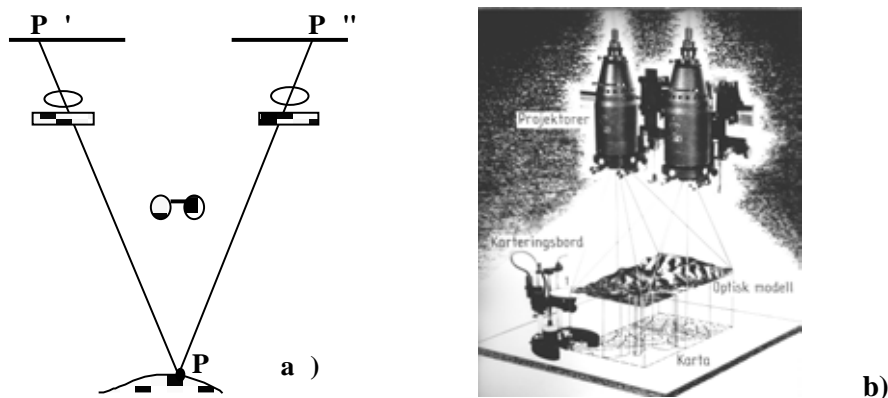 P '
P "
P
a )
Projektorer
Karteringsbord
Optisk modell
Karta
b)